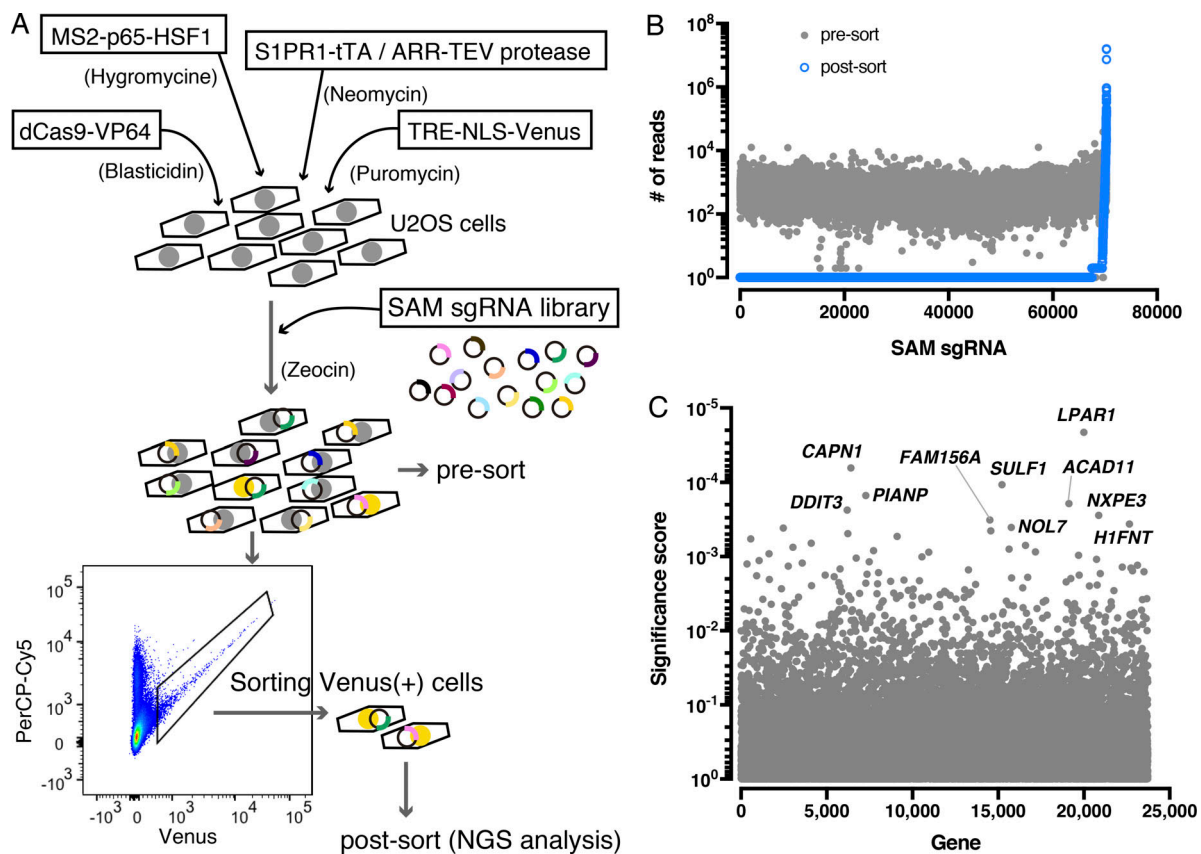 A
MS2-p65-HSF1
(Hygromycine)
S1PR1-tTA / ARR-TEV protease
(Neomycin)
dCas9-VP64
(Blasticidin)
TRE-NLS-Venus
(Puromycin)
U2OS cells
SAM sgRNA library
(Zeocin)
pre-sort
PerCP-Cy5
10^5
10^4
10^3
0
-10^3
-10^3 0 10^3 10^4 10^5
Venus
Sorting Venus(+) cells
post-sort (NGS analysis)
B
# of reads
10^8
10^6
10^4
10^2
10^0
pre-sort
post-sort
0 20000 40000 60000 80000
SAM sgRNA
C
Significance score
10^-5
10^-4
10^-3
10^-2
10^-1
10^0
LPAR1
CAPN1
FAM156A
SULF1
ACAD11
DDIT3
PIANP
NOL7
NXPE3
H1FNT
0 5,000 10,000 15,000 20,000 25,000
Gene